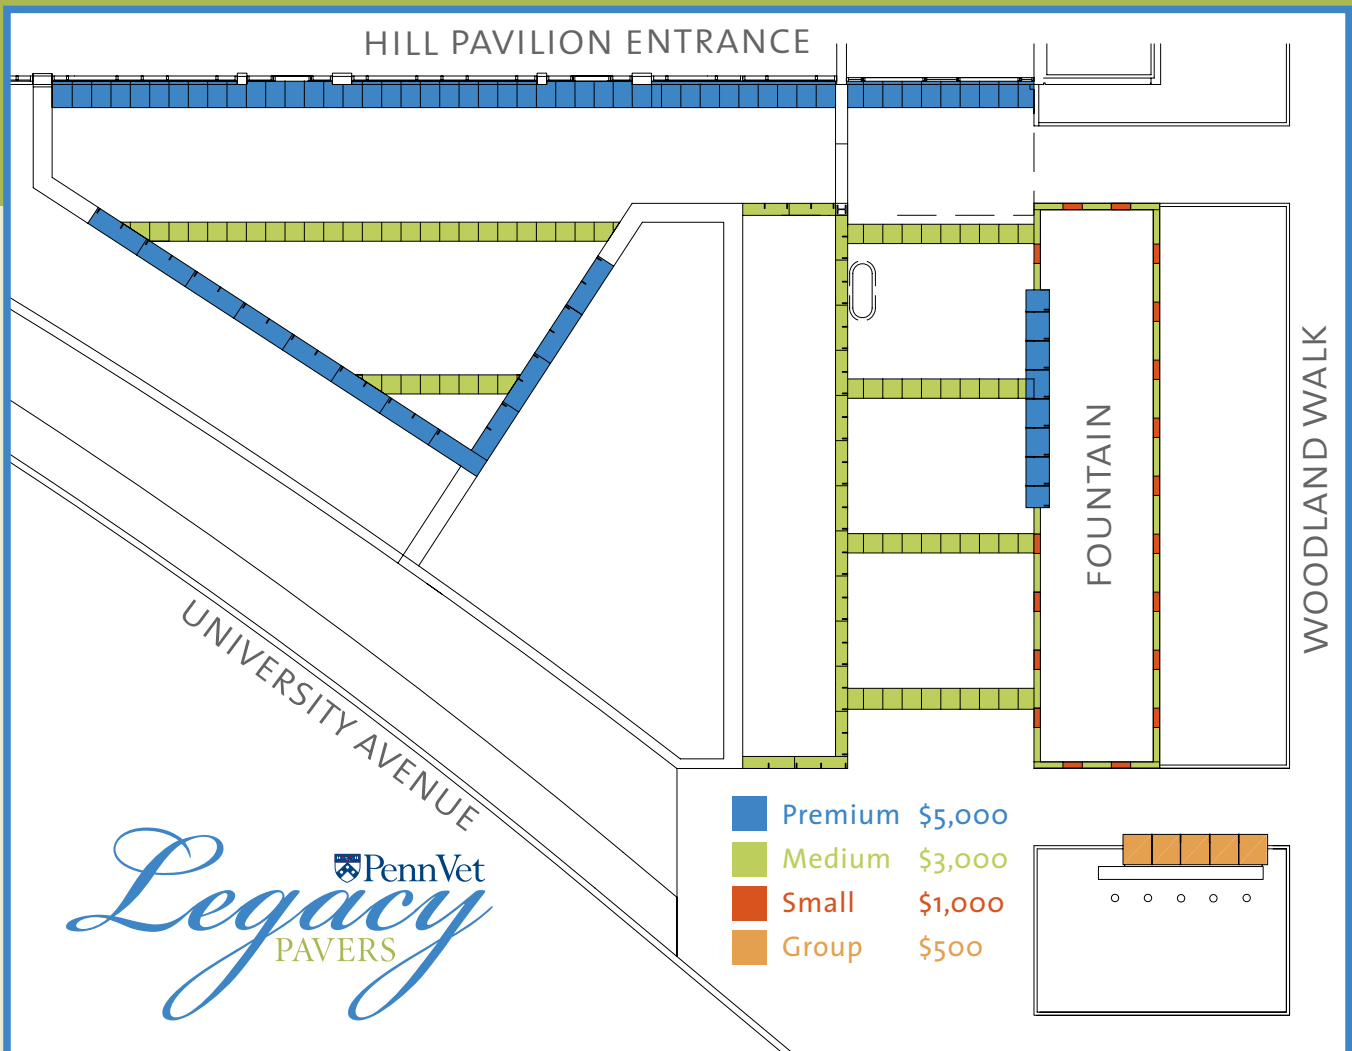 HILL PAVILION ENTRANCE
WOODLAND WALK
FOUNTAIN
UNIVERSITY AVENUE
Premium $5,000
Medium $3,000
Small $1,000
Group $500
PennVet
Legacy
PAVERS